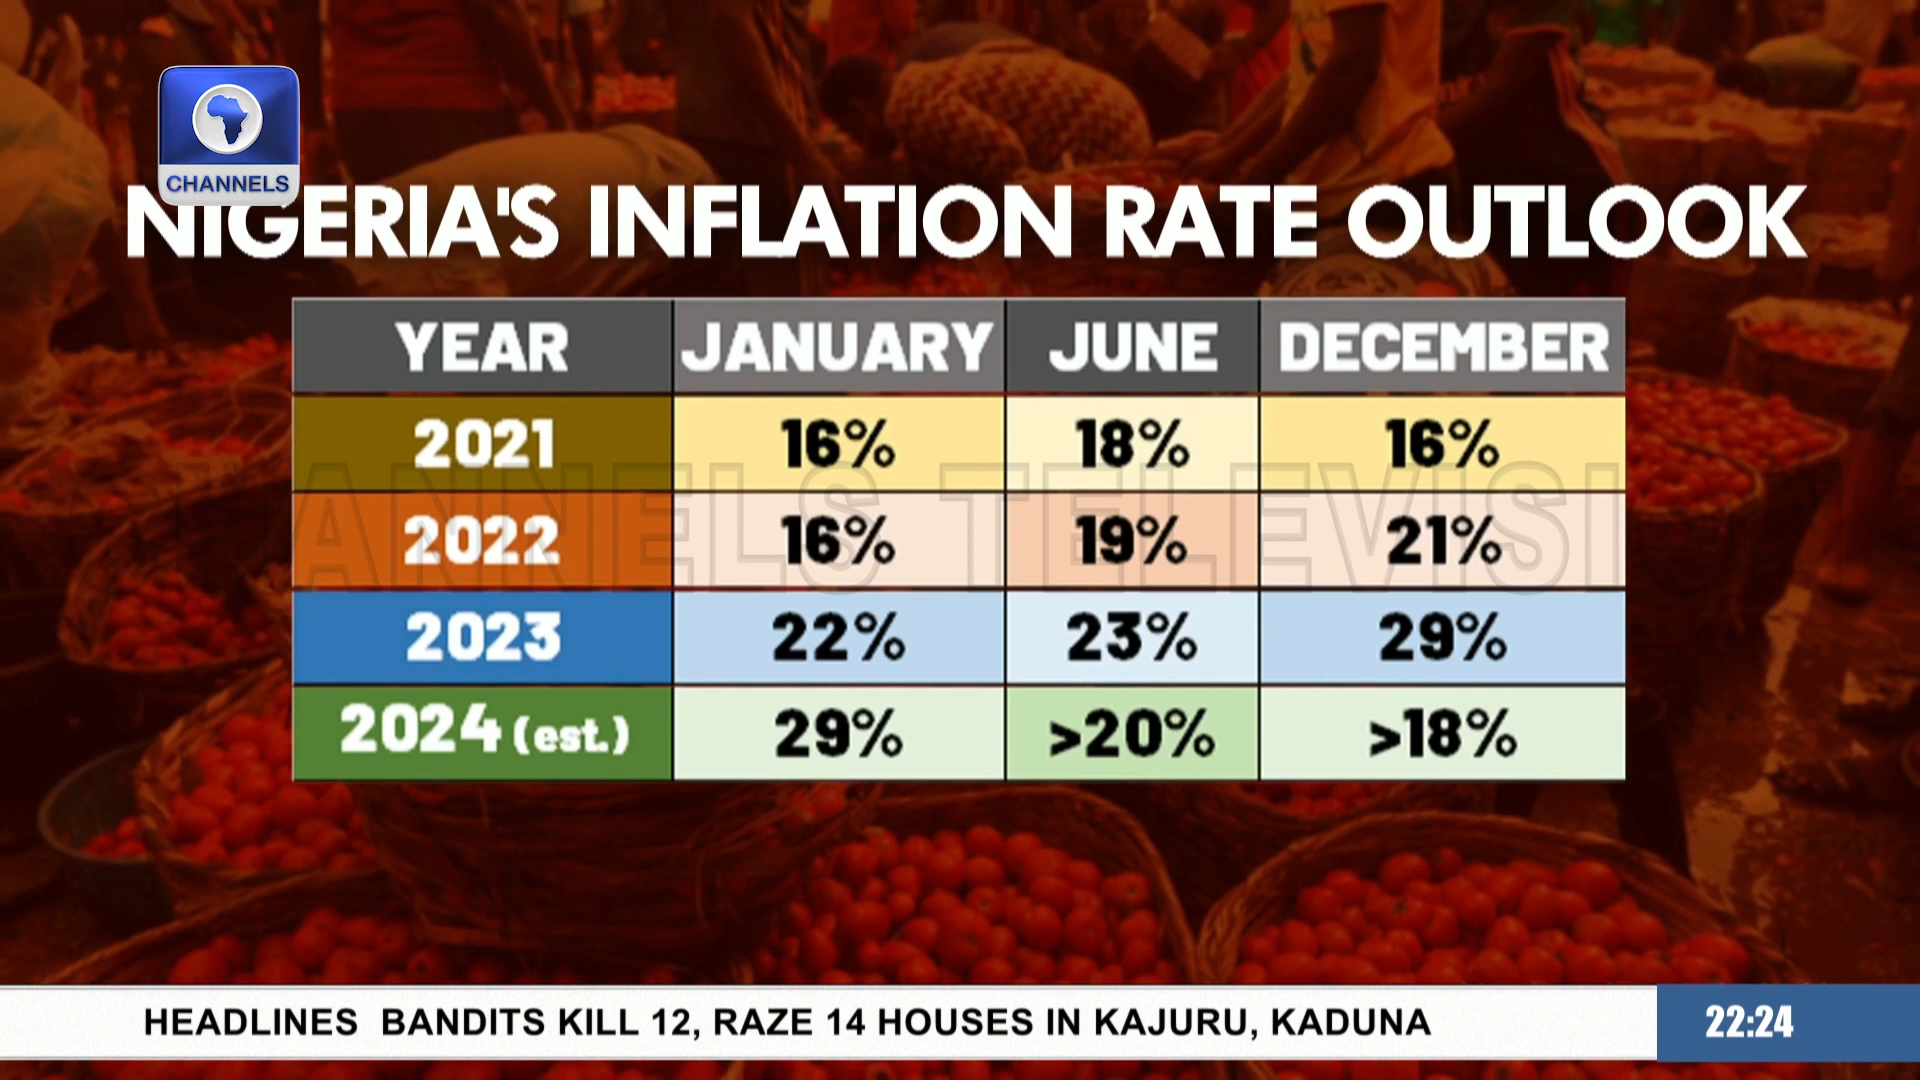 CHANNELS
NIGERIA'S INFLATION RATE OUTLOOK
YEAR JANUARY JUNE DECEMBER
2021 16% 18% 16%
ANNELS TELEVISI
2022 16% 19% 21%
2023 22% 23% 29%
2024 (est.) 29% >20% >18%
HEADLINES BANDITS KILL 12, RAZE 14 HOUSES IN KAJURU, KADUNA
22:24